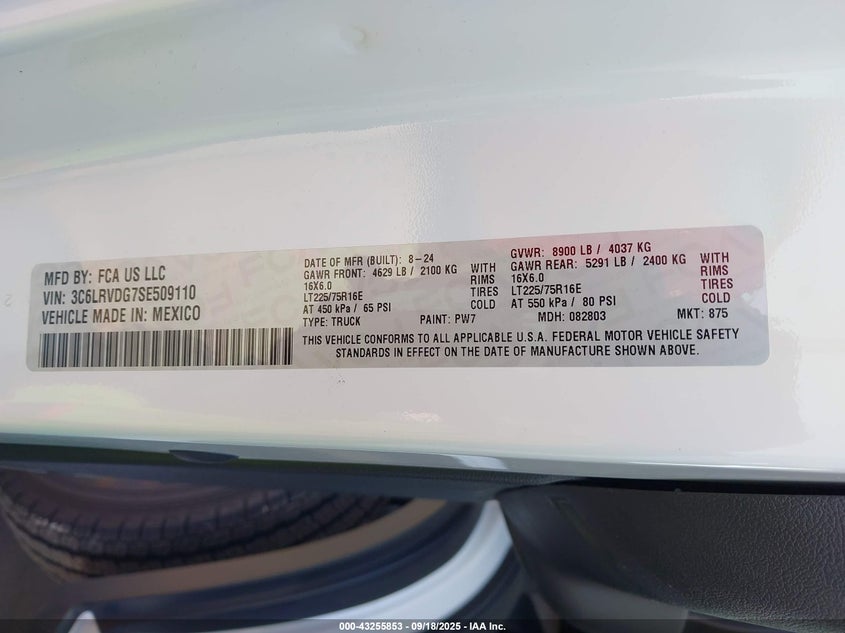 MFD BY: FCA US LLC
VIN: 3C6LRVDG7SE509110
VEHICLE MADE IN: MEXICO
DATE OF MFR (BUILT): 8-24
GAWR FRONT: 4629 LB / 2100 KG WITH
16X6.0 RIMS
LT225/75R16E TIRES
AT 450 kPa / 65 PSI COLD
TYPE: TRUCK PAINT: PW7
GVWR: 8900 LB / 4037 KG
GAWR REAR: 5291 LB / 2400 KG WITH
16X6.0 RIMS
LT225/75R16E TIRES
AT 550 kPa / 80 PSI COLD
MDH: 082803 MKT: 875
THIS VEHICLE CONFORMS TO ALL APPLICABLE U.S.A. FEDERAL MOTOR VEHICLE SAFETY
STANDARDS IN EFFECT ON THE DATE OF MANUFACTURE SHOWN ABOVE.
000-43255853 - 09/18/2025 - IAA Inc.